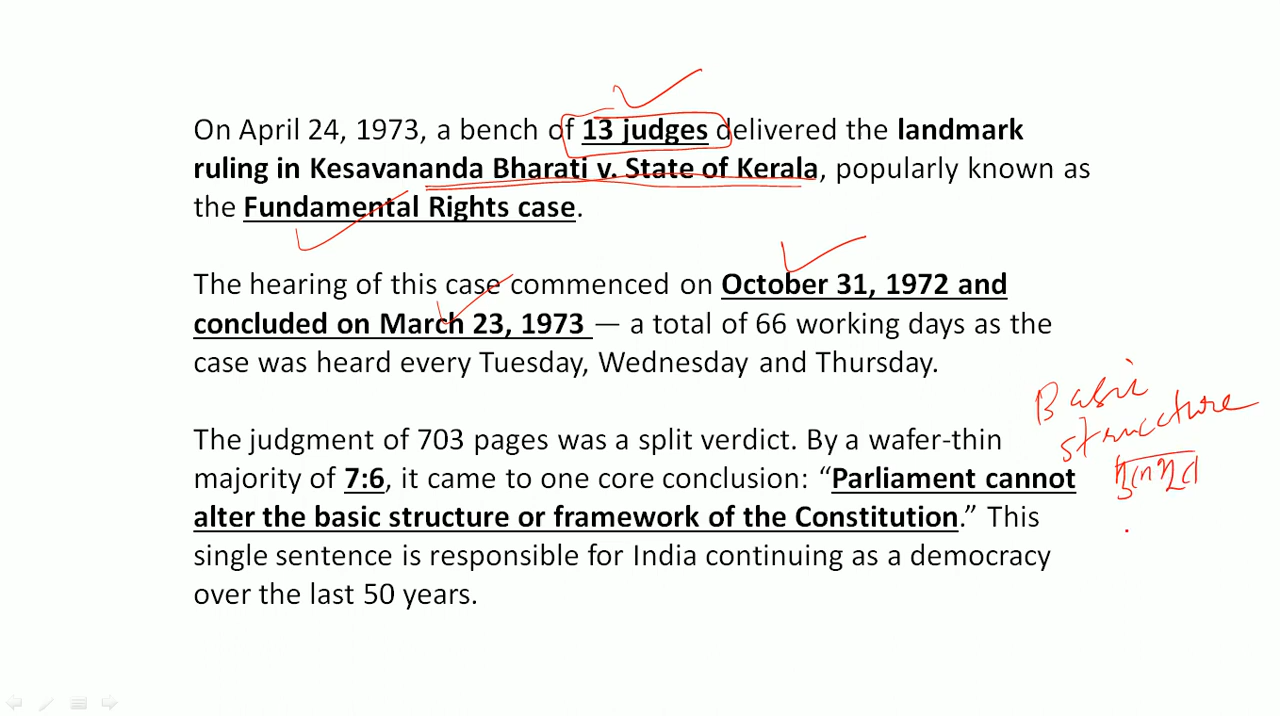 On April 24, 1973, a bench of 13 judges delivered the landmark
ruling in Kesavananda Bharati v. State of Kerala, popularly known as
the Fundamental Rights case.
The hearing of this case commenced on October 31, 1972 and
concluded on March 23, 1973 — a total of 66 working days as the
case was heard every Tuesday, Wednesday and Thursday.
The judgment of 703 pages was a split verdict. By a wafer-thin
majority of 7:6, it came to one core conclusion: “Parliament cannot
alter the basic structure or framework of the Constitution.” This
single sentence is responsible for India continuing as a democracy
over the last 50 years.
Basic
structure